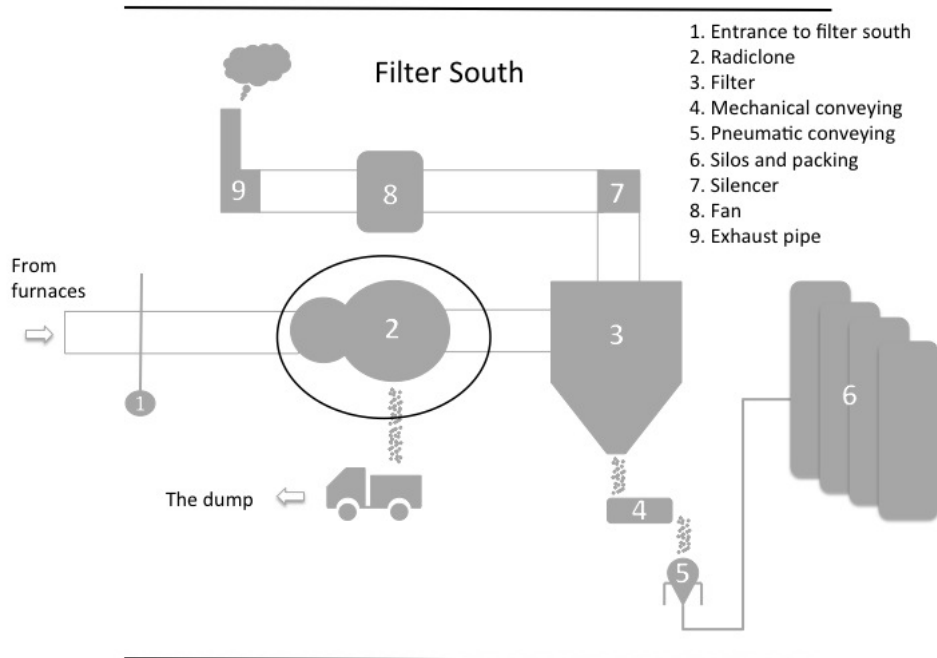 Filter South
1. Entrance to filter south
2. Radiclone
3. Filter
4. Mechanical conveying
5. Pneumatic conveying
6. Silos and packing
7. Silencer
8. Fan
9. Exhaust pipe
9
8
7
From
furnaces
1
2
3
6
The dump
4
5